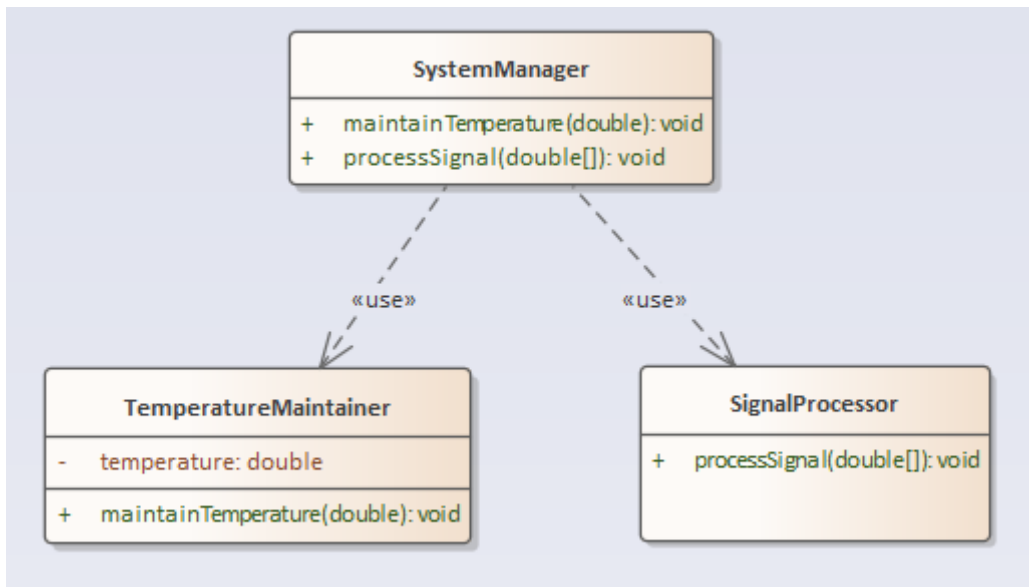 SystemManager
+ maintainTemperature(double): void
+ processSignal(double[]): void
«use» «use»
TemperatureMaintainer
- temperature: double
+ maintainTemperature(double): void
SignalProcessor
+ processSignal(double[]): void